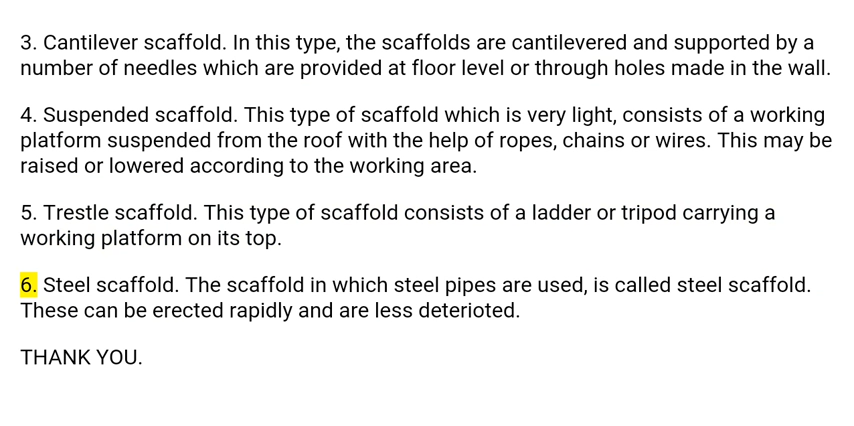 3. Cantilever scaffold. In this type, the scaffolds are cantilevered and supported by a
number of needles which are provided at floor level or through holes made in the wall.
4. Suspended scaffold. This type of scaffold which is very light, consists of a working
platform suspended from the roof with the help of ropes, chains or wires. This may be
raised or lowered according to the working area.
5. Trestle scaffold. This type of scaffold consists of a ladder or tripod carrying a
working platform on its top.
6. Steel scaffold. The scaffold in which steel pipes are used, is called steel scaffold.
These can be erected rapidly and are less deterioted.
THANK YOU.